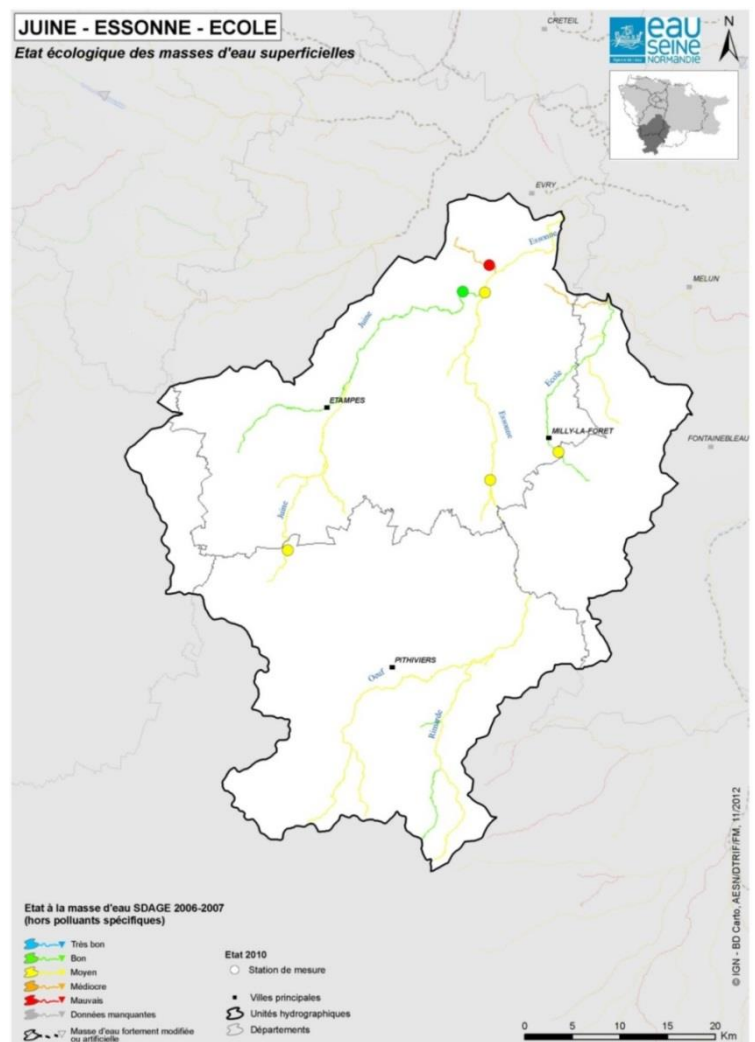 JUINE - ESSONNE - ECOLE
Etat écologique des masses d'eau superficielles
CRETEIL
eau
SEINE
NORMANDIE
N
EVRY
Essonne
MELUN
Juine
Ecole
ETAMPES
Essonne
MILLY-LA-FORET
FONTAINEBLEAU
Juine
PITHIVIERS
Oeuf
Rimarde
© IGN - BD Carto, AESN/DTRIF/FM, 11/2012
Etat à la masse d'eau SDAGE 2006-2007
(hors polluants spécifiques)
Très bon
Bon
Moyen
Médiocre
Mauvais
Données manquantes
Masse d'eau fortement modifiée
ou artificielle
Etat 2010
Station de mesure
Villes principales
Unités hydrographiques
Départements
0 5 10 15 20
Km